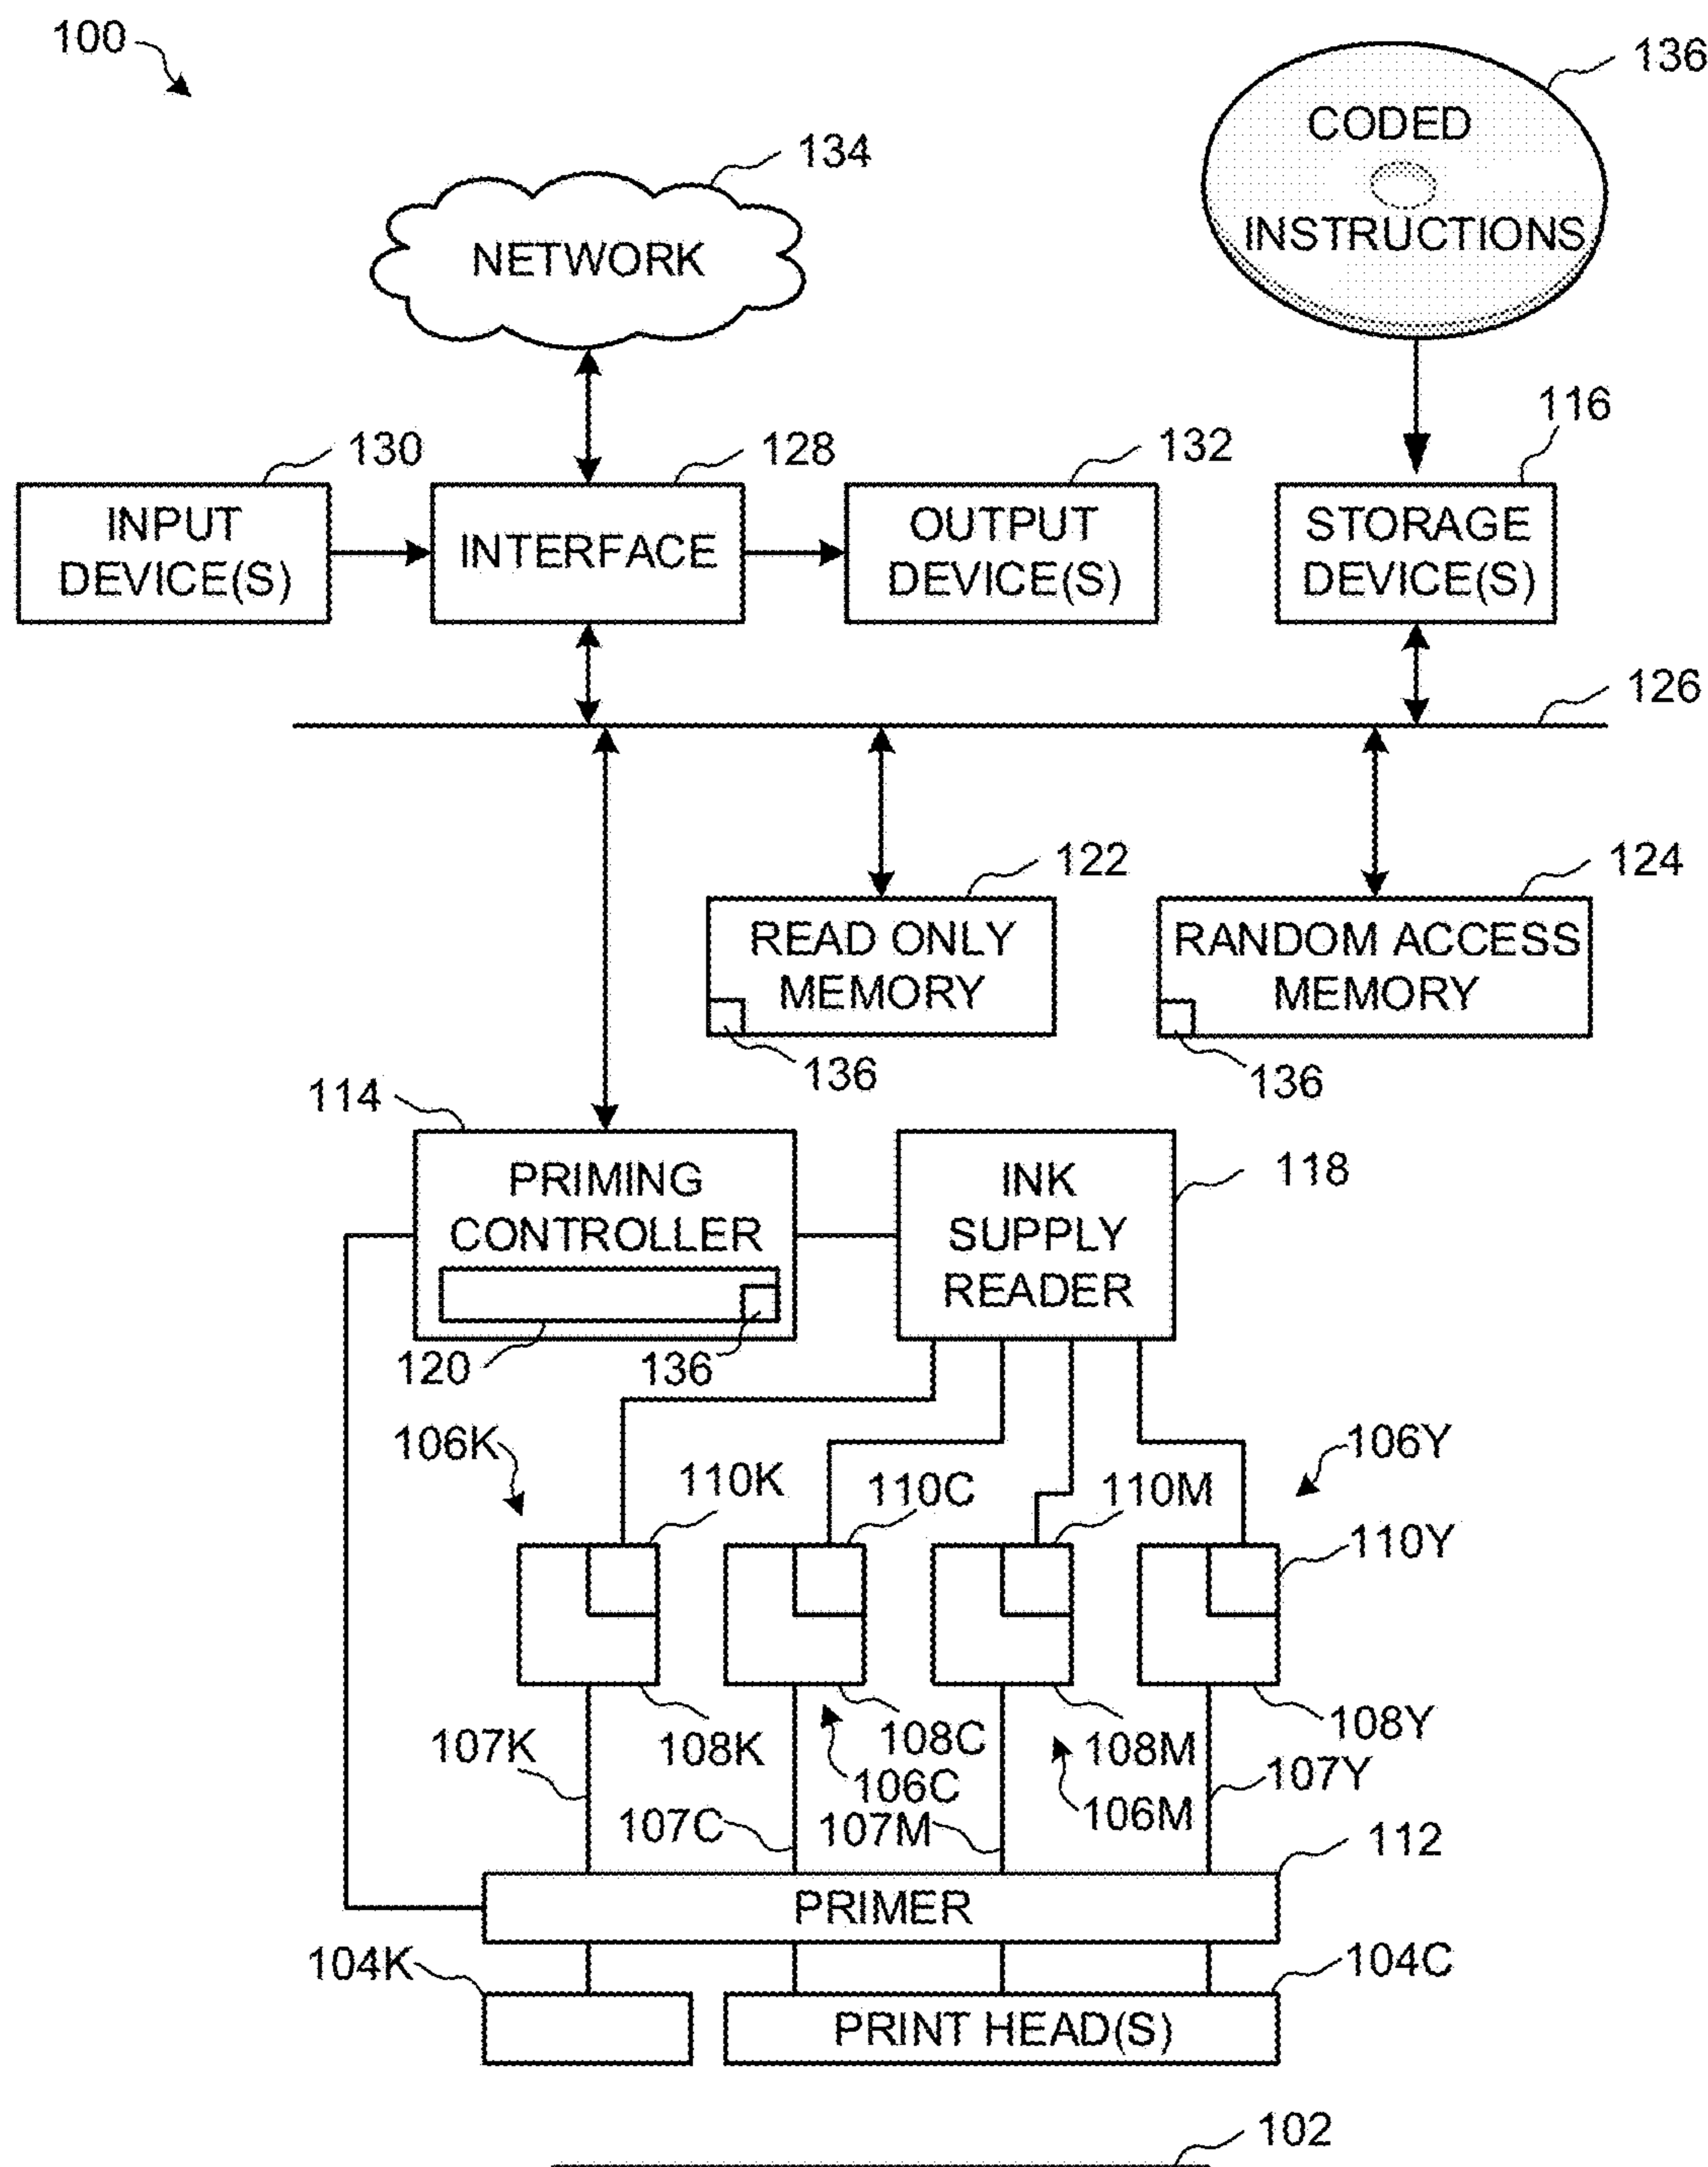 100
136
CODED
INSTRUCTIONS
134
NETWORK
130
128
132
116
INPUT
DEVICE(S)
INTERFACE
OUTPUT
DEVICE(S)
STORAGE
DEVICE(S)
126
122
124
READ ONLY
MEMORY
RANDOM ACCESS
MEMORY
136
136
114
PRIMING
CONTROLLER
INK
SUPPLY
READER
118
120
136
106K
110K
110C
110M
106Y
110Y
107K
108K
108C
106C
108M
106M
108Y
107Y
107C
107M
112
PRIMER
104K
104C
PRINT HEAD(S)
102